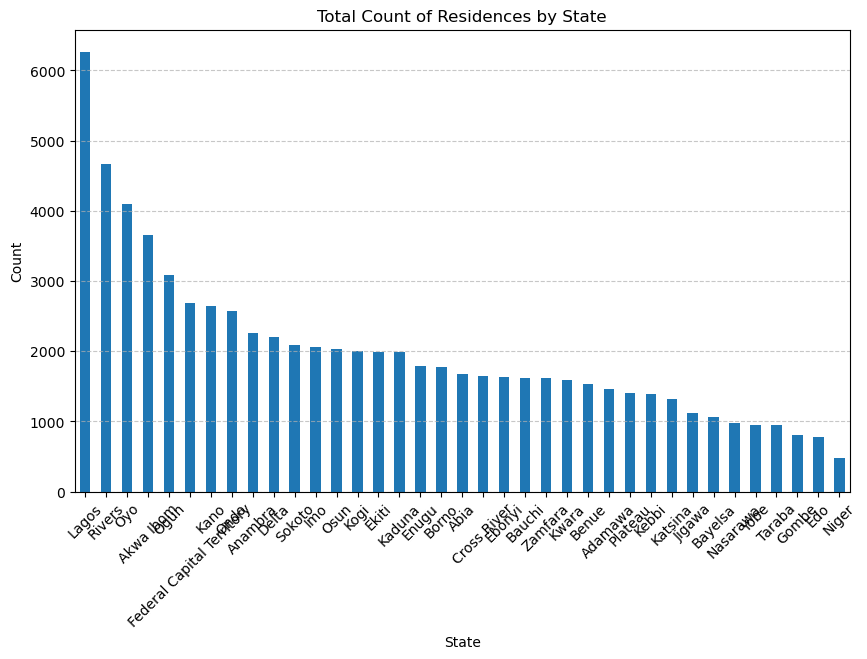 Total Count of Residences by State
Count
6000
5000
4000
3000
2000
1000
0
Lagos
Rivers
Oyo
Akwa Ibom
Ogun
Federal Capital Territory
Kano
Ondo
Anambra
Delta
Sokoto
Imo
Osun
Kogi
Ekiti
Kaduna
Enugu
Borno
Abia
Cross River
Ebonyi
Bauchi
Zamfara
Kwara
Benue
Adamawa
Plateau
Kebbi
Katsina
Jigawa
Bayelsa
Nasarawa
Yobe
Taraba
Gombe
Edo
Niger
State